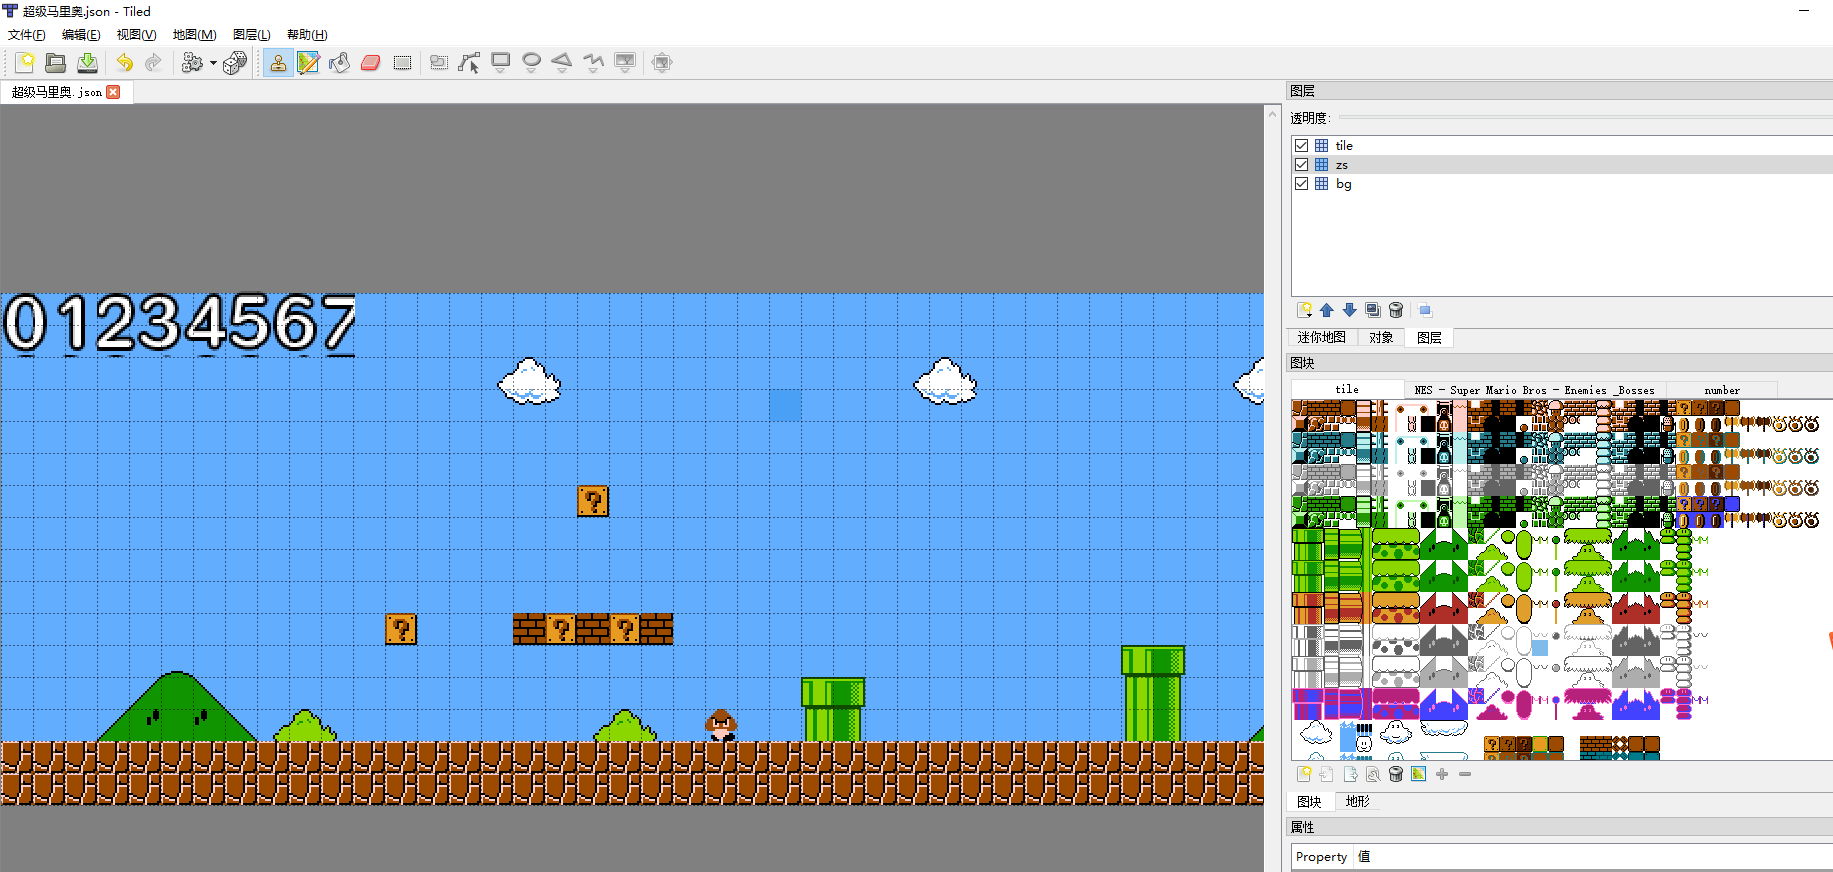 超级马里奥.json - Tiled
文件(F) 编辑(E) 视图(V) 地图(M) 图层(L) 帮助(H)
超级马里奥.json
01234567
? 
? ? ?
图层
透明度:
tile
zs
bg
迷你地图 对象 图层
图块
tile NES - Super Mario Bros - Enemies _Bosses number
图块 地形
属性
Property 值